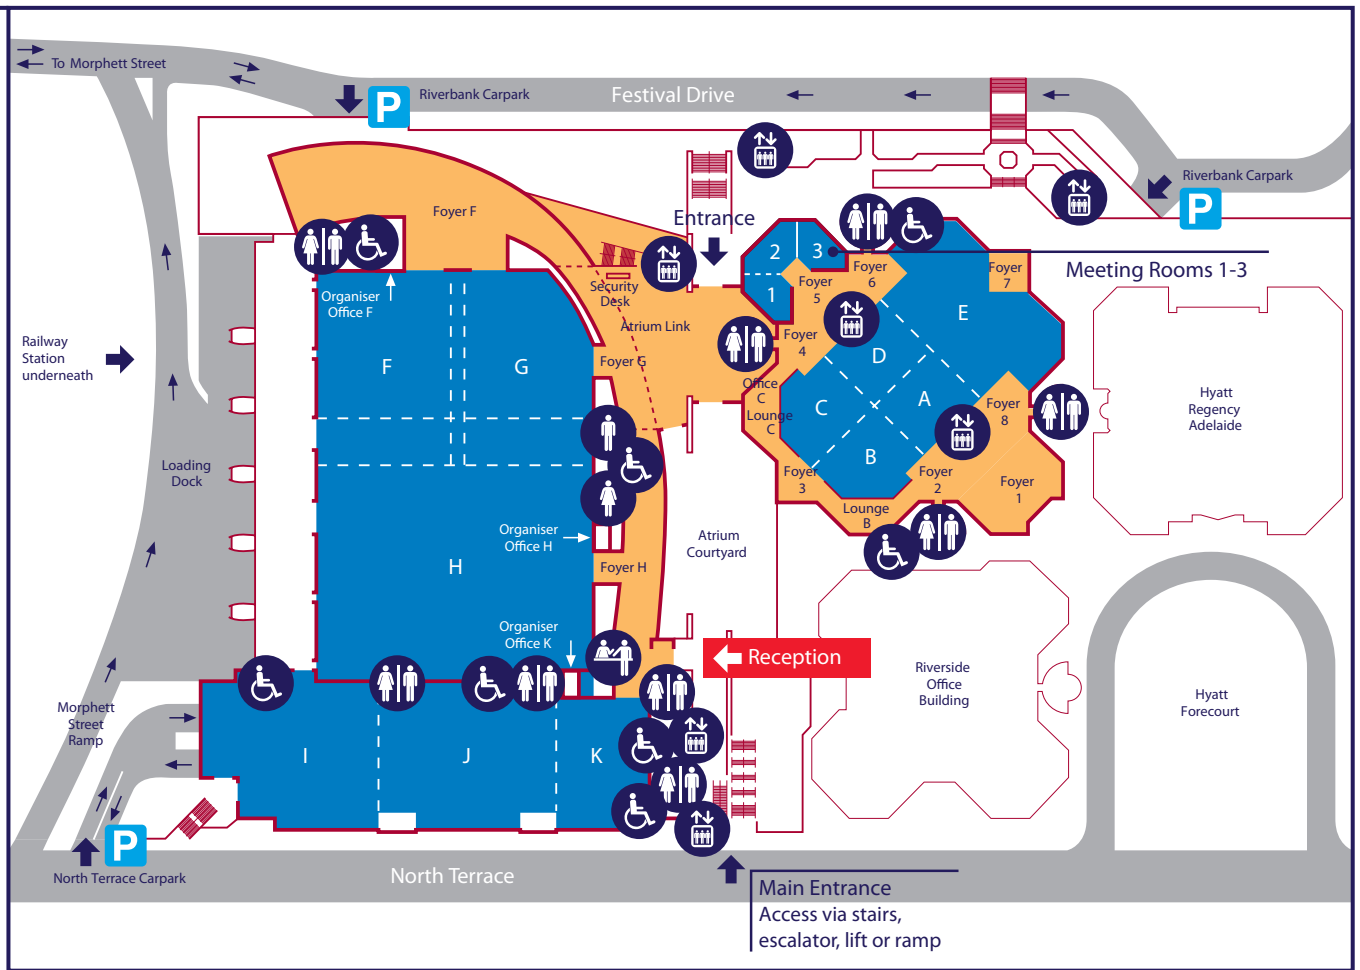 To Morphett Street
P
Riverbank Carpark
Festival Drive
Riverbank Carpark
P
Foyer F
Entrance
2
3
1
Foyer
5
Foyer
6
Foyer
7
Meeting Rooms 1-3
Organiser
Office F
Security
Desk
Atrium Link
Foyer
4
E
D
Railway
Station
underneath
F
G
Foyer G
Office
C
Lounge
C
C
A
Foyer
8
Hyatt
Regency
Adelaide
Loading
Dock
B
Foyer
3
Foyer
2
Foyer
1
Lounge
B
Organiser
Office H
Atrium
Courtyard
H
Foyer H
Organiser
Office K
Reception
Riverside
Office
Building
Hyatt
Forecourt
Morphett
Street
Ramp
I
J
K
P
North Terrace Carpark
North Terrace
Main Entrance
Access via stairs,
escalator, lift or ramp